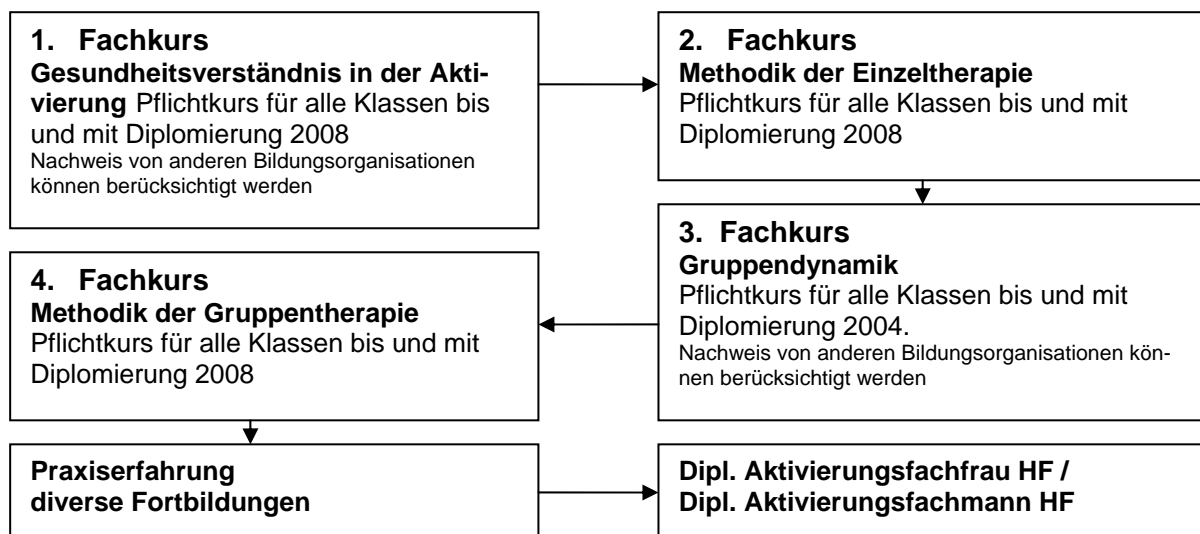 1. Fachkurs
Gesundheitsverständnis in der Akti-
vierung Pflichtkurs für alle Klassen bis
und mit Diplomierung 2008
Nachweis von anderen Bildungsorganisationen
können berücksichtigt werden
2. Fachkurs
Methodik der Einzeltherapie
Pflichtkurs für alle Klassen bis und mit
Diplomierung 2008
3. Fachkurs
Gruppendynamik
Pflichtkurs für alle Klassen bis und mit
Diplomierung 2004.
Nachweis von anderen Bildungsorganisationen kön-
nen berücksichtigt werden
4. Fachkurs
Methodik der Gruppentherapie
Pflichtkurs für alle Klassen bis und mit
Diplomierung 2008
Praxiserfahrung
diverse Fortbildungen
Dipl. Aktivierungsfachfrau HF /
Dipl. Aktivierungsfachmann HF